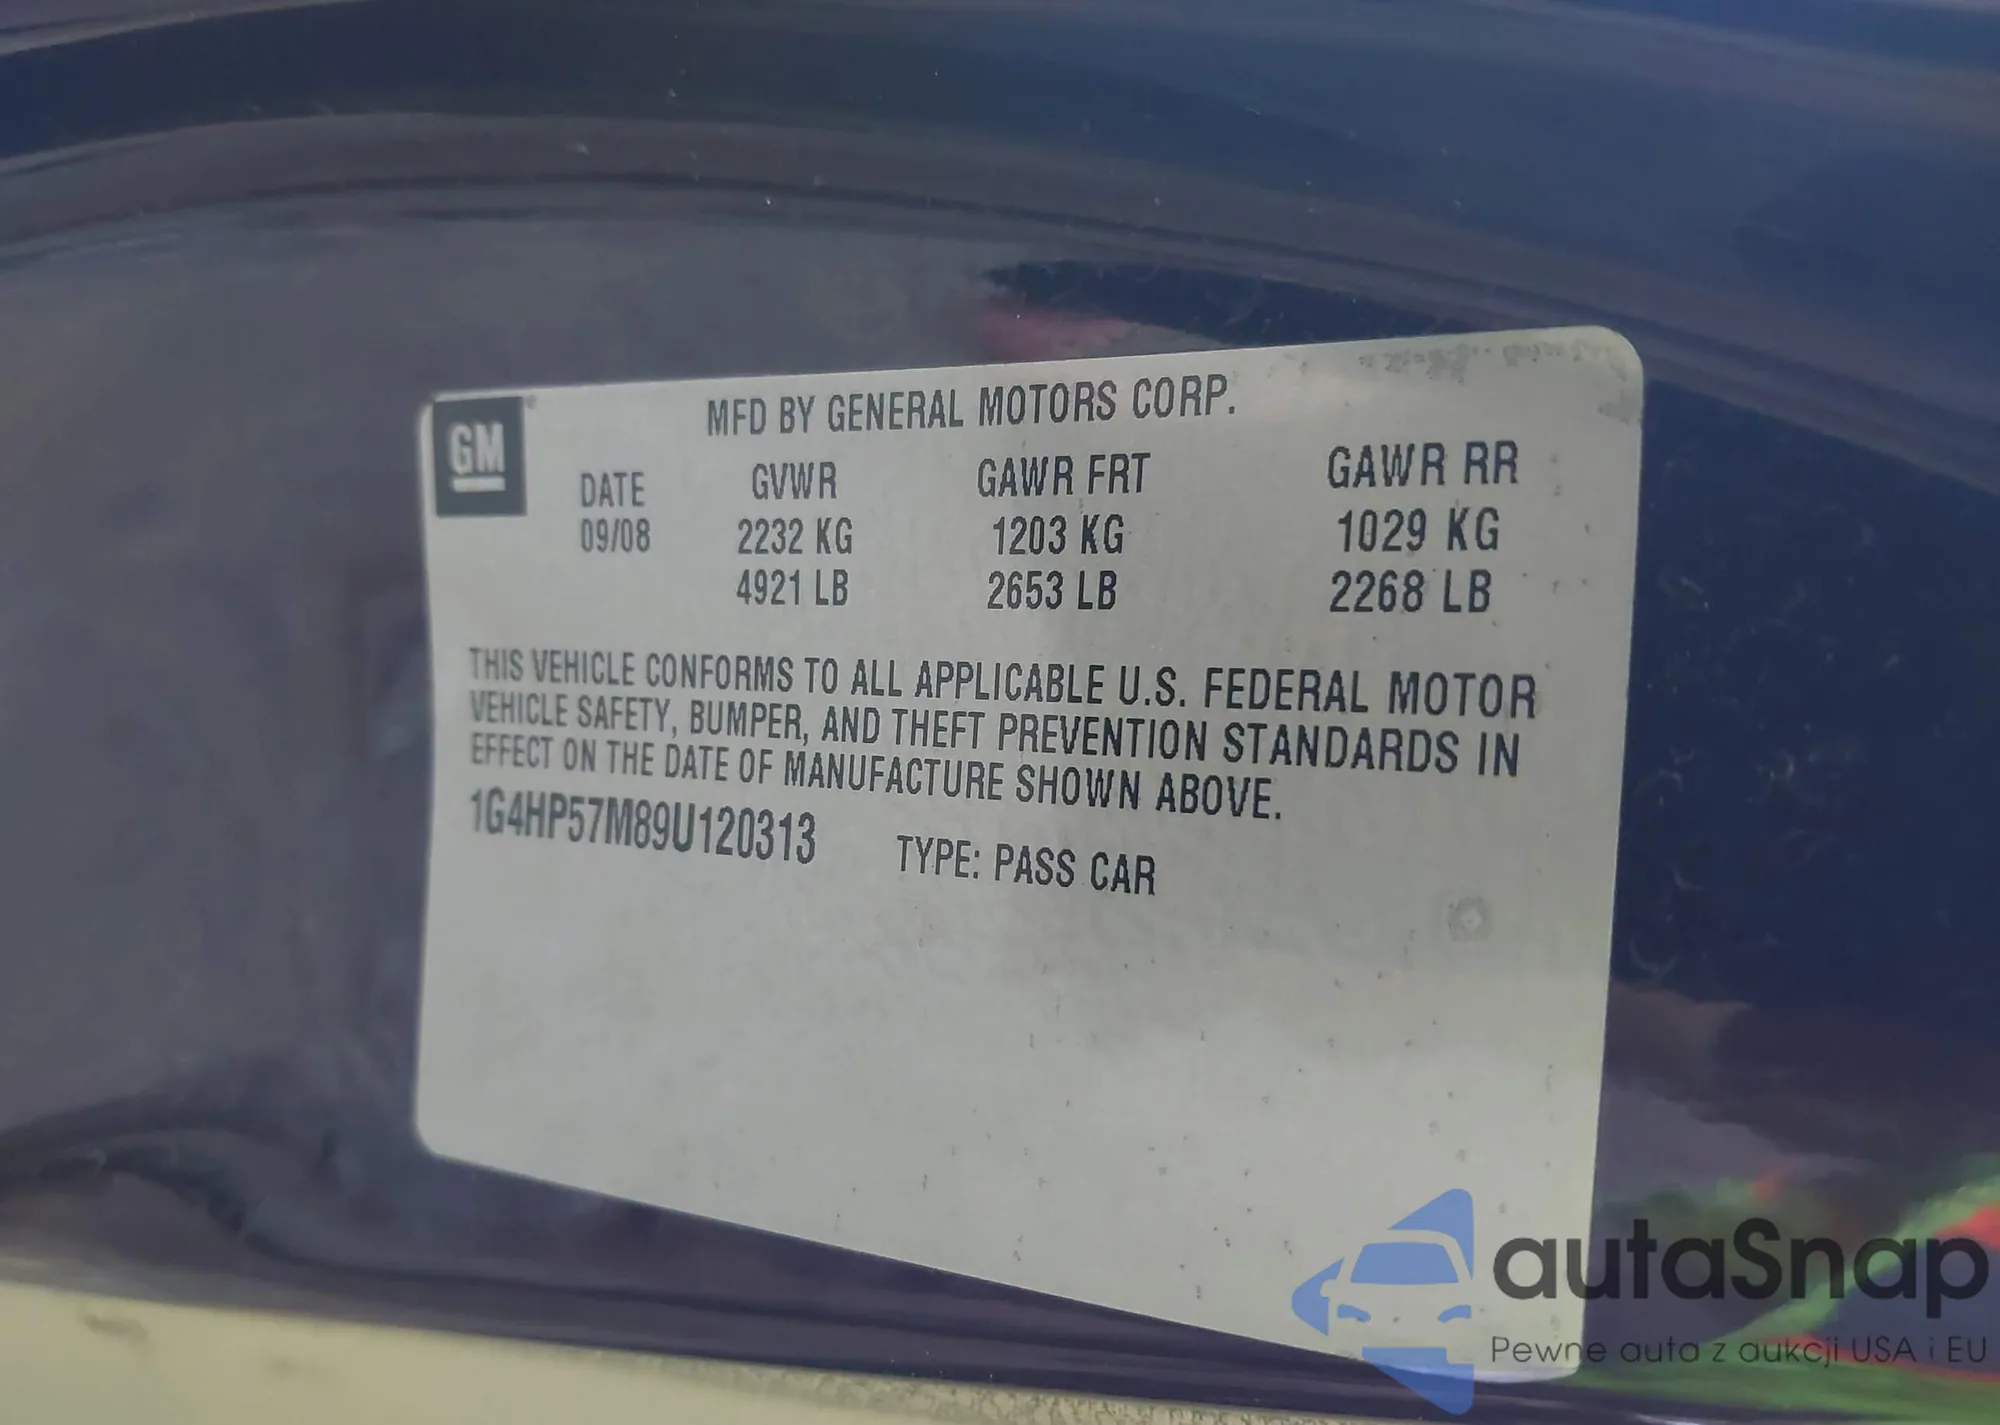 GM
MFD BY GENERAL MOTORS CORP.
DATE GVWR GAWR FRT GAWR RR
09/08 2232 KG 1203 KG 1029 KG
4921 LB 2653 LB 2268 LB
THIS VEHICLE CONFORMS TO ALL APPLICABLE U.S. FEDERAL MOTOR
VEHICLE SAFETY, BUMPER, AND THEFT PREVENTION STANDARDS IN
EFFECT ON THE DATE OF MANUFACTURE SHOWN ABOVE.
1G4HP57M89U120313 TYPE: PASS CAR
autaSnap
Pewne auta z aukcji USA i EU